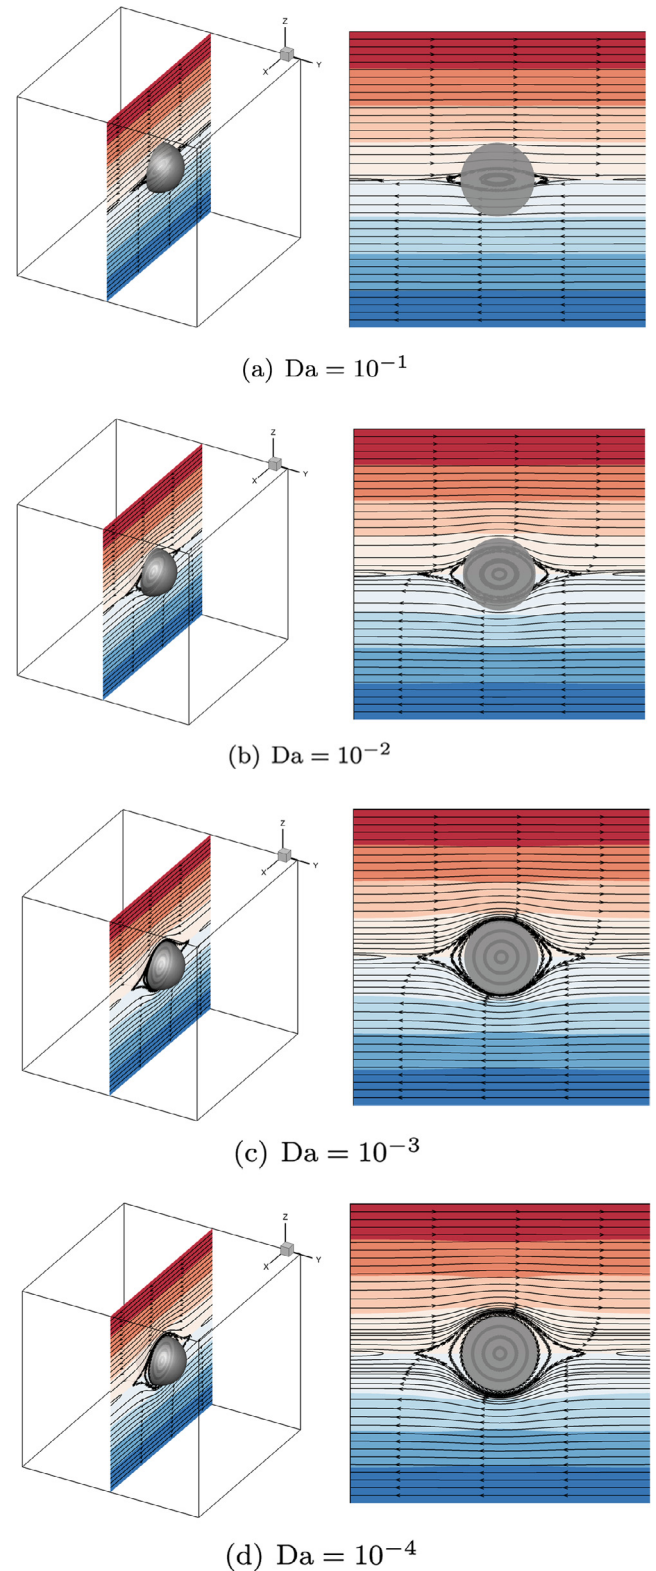 Z
X
Y
(a) Da = 10⁻¹
Z
X
Y
(b) Da = 10⁻²
Z
X
Y
(c) Da = 10⁻³
Z
X
Y
(d) Da = 10⁻⁴